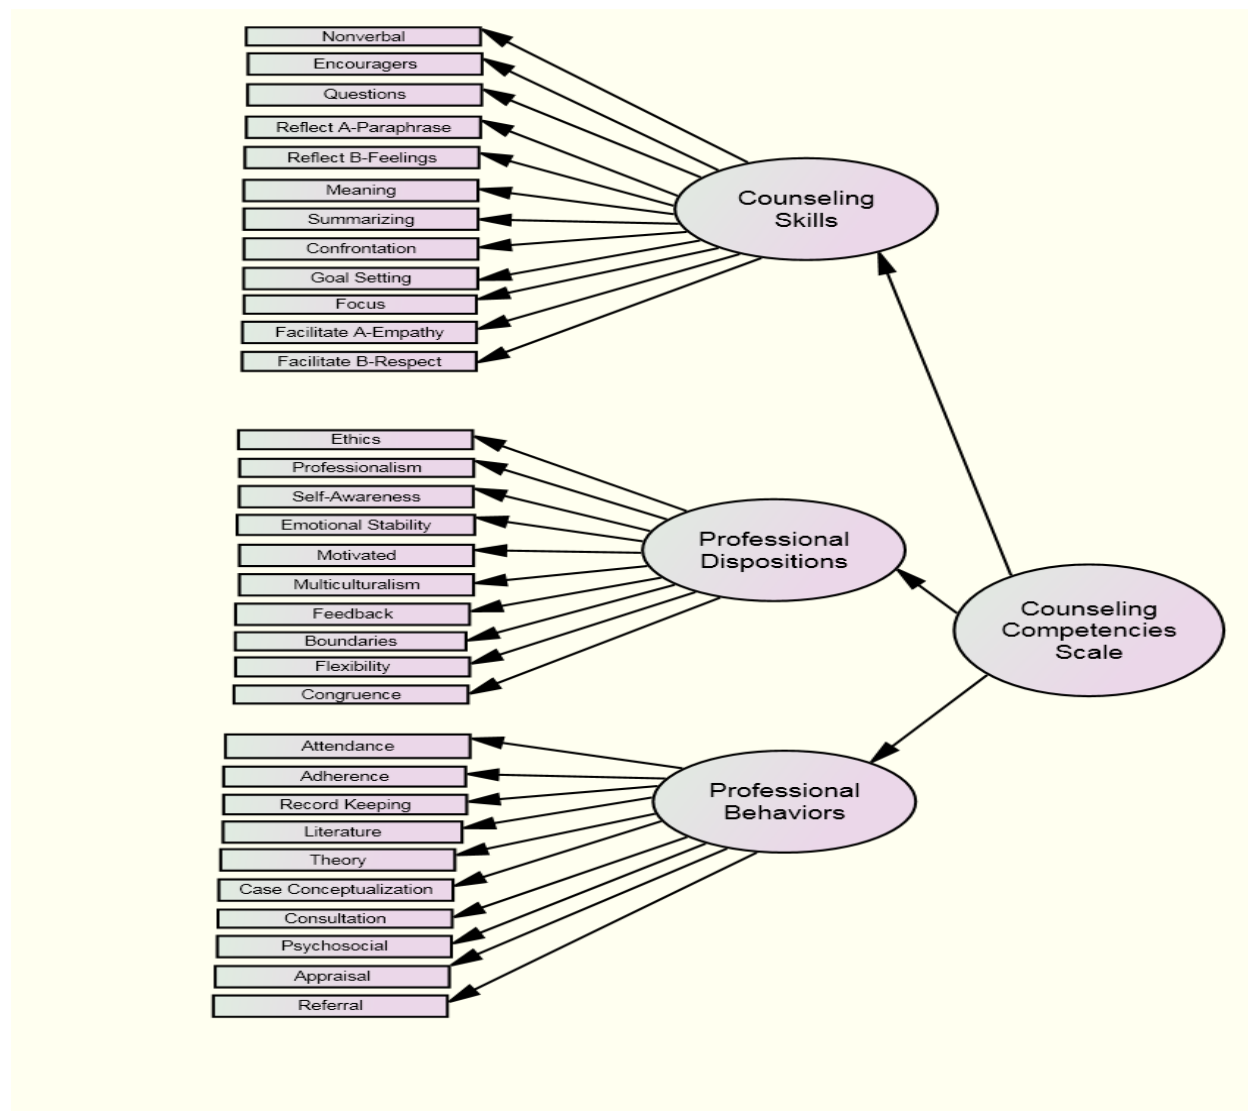 Nonverbal
Encouragers
Questions
Reflect A-Paraphrase
Reflect B-Feelings
Meaning
Summarizing
Confrontation
Goal Setting
Focus
Facilitate A-Empathy
Facilitate B-Respect
Counseling
Skills
Ethics
Professionalism
Self-Awareness
Emotional Stability
Motivated
Multiculturalism
Feedback
Boundaries
Flexibility
Congruence
Professional
Dispositions
Counseling
Competencies
Scale
Attendance
Adherence
Record Keeping
Literature
Theory
Case Conceptualization
Consultation
Psychosocial
Appraisal
Referral
Professional
Behaviors